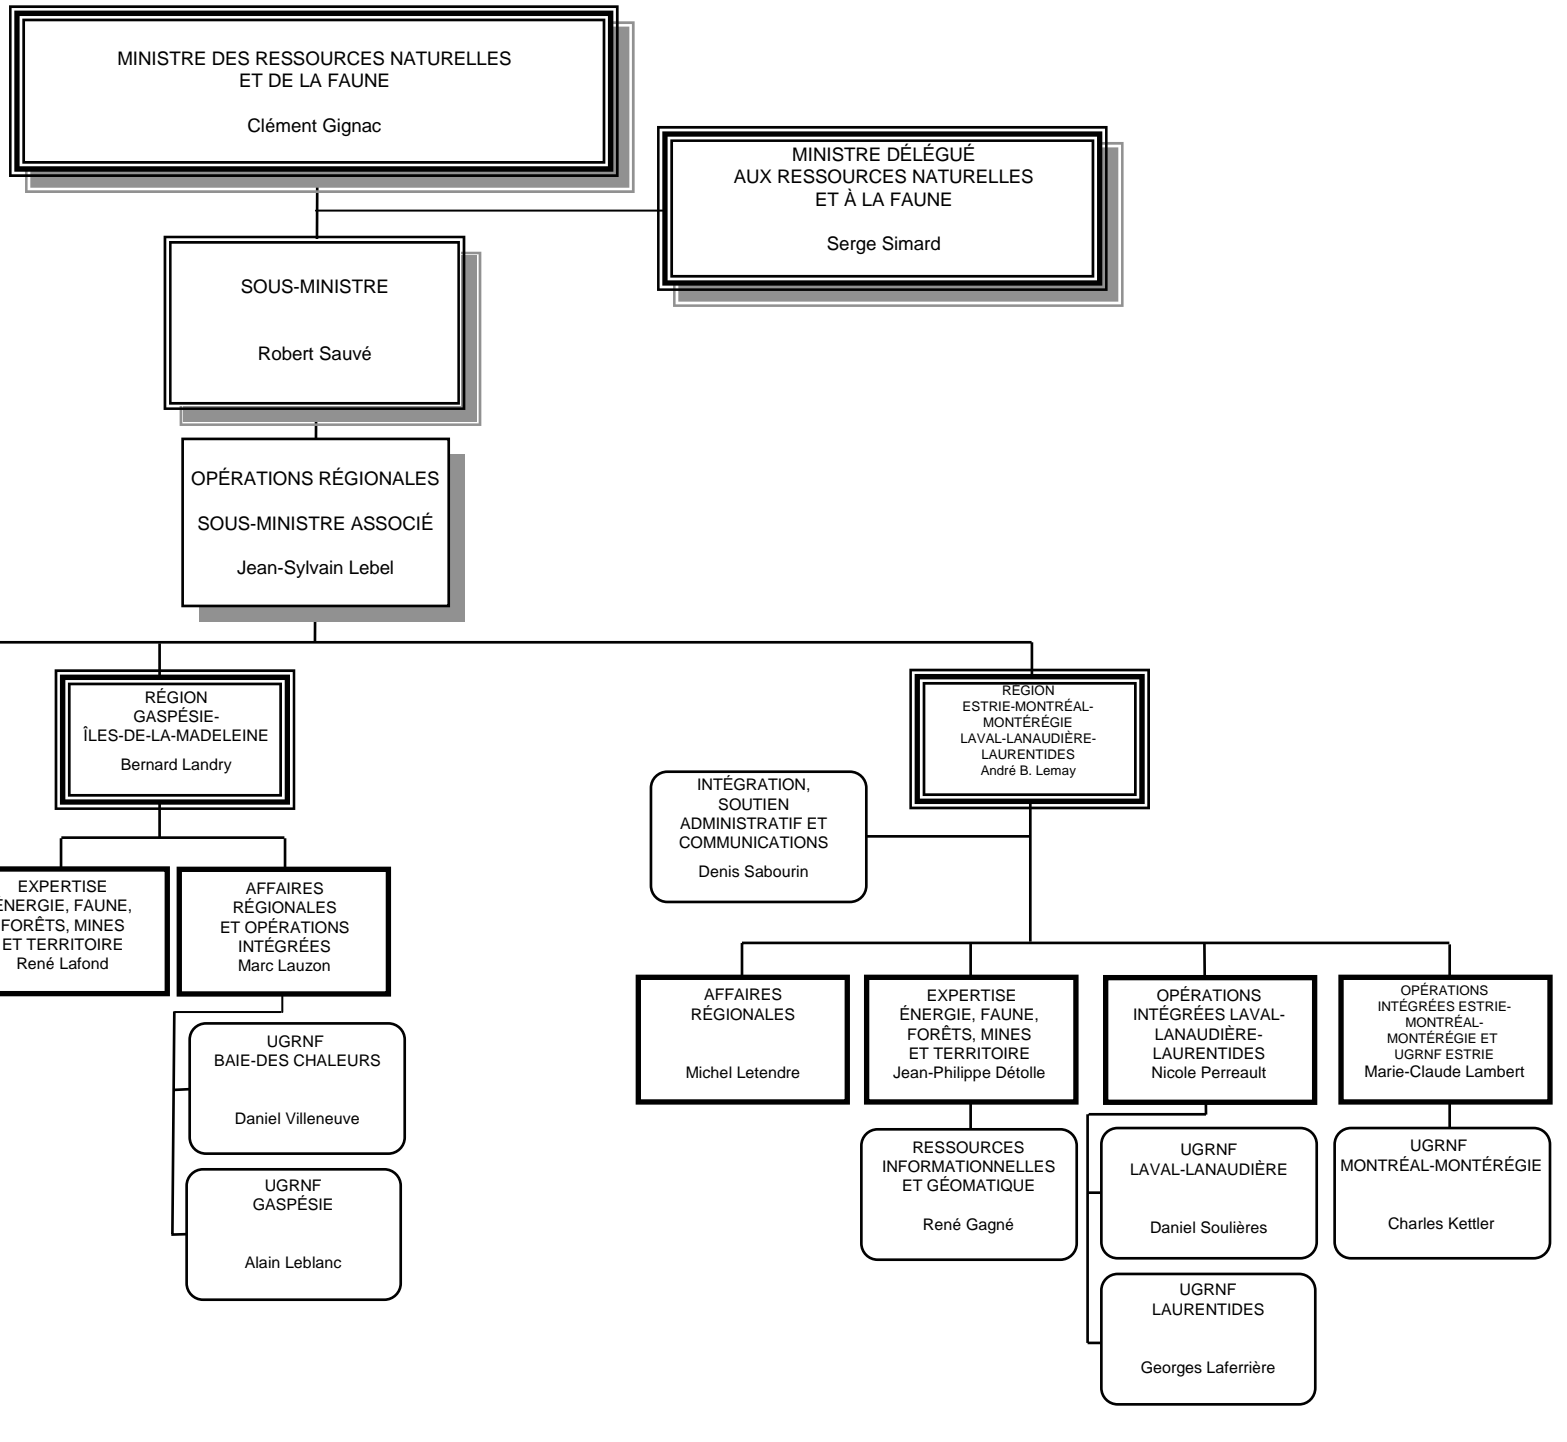 MINISTRE DES RESSOURCES NATURELLES
ET DE LA FAUNE
Clément Gignac
MINISTRE DÉLÉGUÉ
AUX RESSOURCES NATURELLES
ET À LA FAUNE
Serge Simard
SOUS-MINISTRE
Robert Sauvé
OPÉRATIONS RÉGIONALES
SOUS-MINISTRE ASSOCIÉ
Jean-Sylvain Lebel
RÉGION
GASPÉSIE-
ÎLES-DE-LA-MADELEINE
Bernard Landry
RÉGION
ESTRIE-MONTRÉAL-
MONTÉRÉGIE
LAVAL-LANAUDIÈRE-
LAURENTIDES
André B. Lemay
INTÉGRATION,
SOUTIEN
ADMINISTRATIF ET
COMMUNICATIONS
Denis Sabourin
EXPERTISE
ÉNERGIE, FAUNE,
FORÊTS, MINES
ET TERRITOIRE
René Lafond
AFFAIRES
RÉGIONALES
ET OPÉRATIONS
INTÉGRÉES
Marc Lauzon
UGRNF
BAIE-DES CHALEURS
Daniel Villeneuve
UGRNF
GASPÉSIE
Alain Leblanc
AFFAIRES
RÉGIONALES
Michel Letendre
EXPERTISE
ÉNERGIE, FAUNE,
FORÊTS, MINES
ET TERRITOIRE
Jean-Philippe Détolle
OPÉRATIONS
INTÉGRÉES LAVAL-
LANAUDIÈRE-
LAURENTIDES
Nicole Perreault
OPÉRATIONS
INTÉGRÉES ESTRIE-
MONTRÉAL-
MONTÉRÉGIE ET
UGRNF ESTRIE
Marie-Claude Lambert
RESSOURCES
INFORMATIONNELLES
ET GÉOMATIQUE
René Gagné
UGRNF
LAVAL-LANAUDIÈRE
Daniel Soulières
UGRNF
MONTRÉAL-MONTÉRÉGIE
Charles Kettler
UGRNF
LAURENTIDES
Georges Laferrière